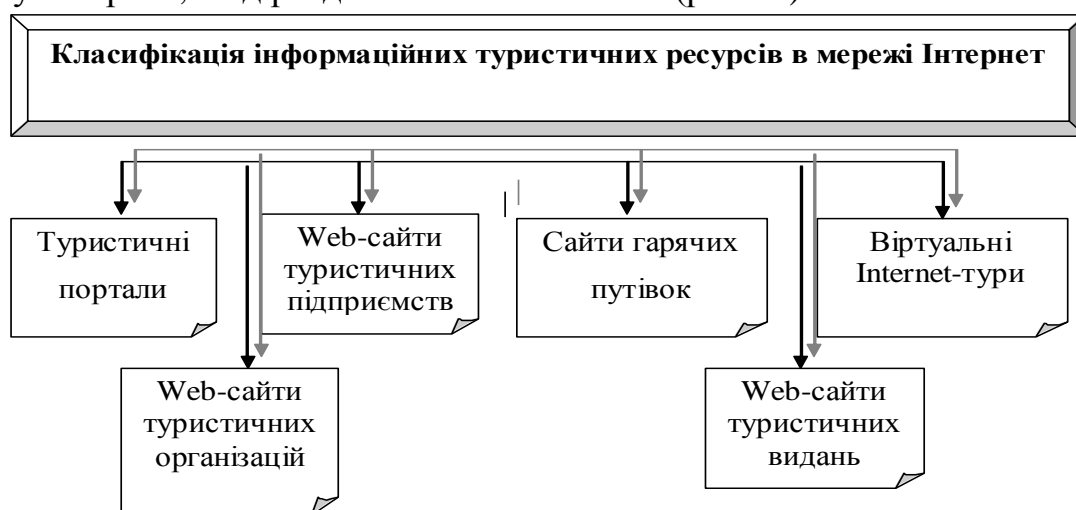 Класифікація інформаційних туристичних ресурсів в мережі Інтернет
Туристичні
портали
Web-сайти
туристичних
підприємств
Сайти гарячих
путівок
Віртуальні
Internet-тури
Web-сайти
туристичних
організацій
Web-сайти
туристичних
видань